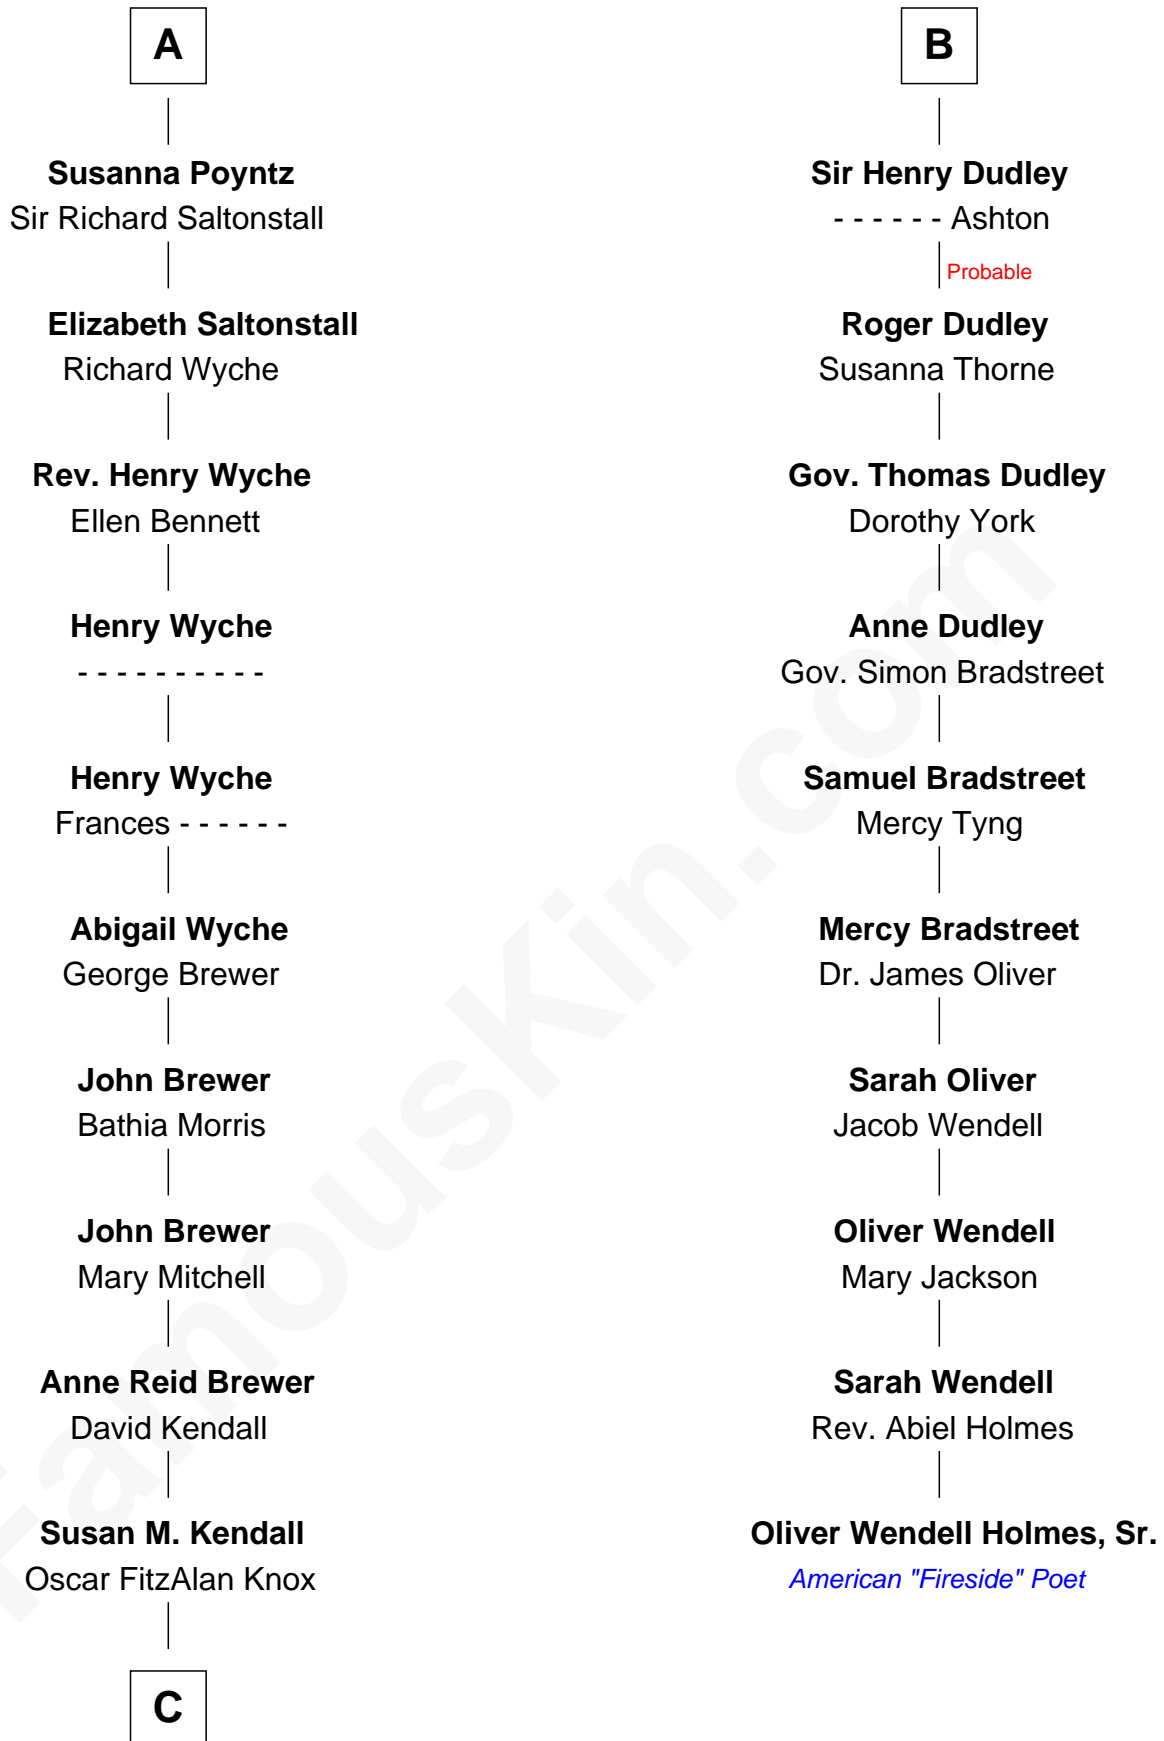 A
Susanna Poyntz
Sir Richard Saltonstall
Elizabeth Saltonstall
Richard Wyche
Rev. Henry Wyche
Ellen Bennett
Henry Wyche
- - - - - - - - - -
Henry Wyche
Frances - - - - - -
Abigail Wyche
George Brewer
John Brewer
Bathia Morris
John Brewer
Mary Mitchell
Anne Reid Brewer
David Kendall
Susan M. Kendall
Oscar FitzAlan Knox
C
B
Sir Henry Dudley
- - - - - - Ashton
Probable
Roger Dudley
Susanna Thorne
Gov. Thomas Dudley
Dorothy York
Anne Dudley
Gov. Simon Bradstreet
Samuel Bradstreet
Mercy Tyng
Mercy Bradstreet
Dr. James Oliver
Sarah Oliver
Jacob Wendell
Oliver Wendell
Mary Jackson
Sarah Wendell
Rev. Abiel Holmes
Oliver Wendell Holmes, Sr.
American "Fireside" Poet
FamousKin.com